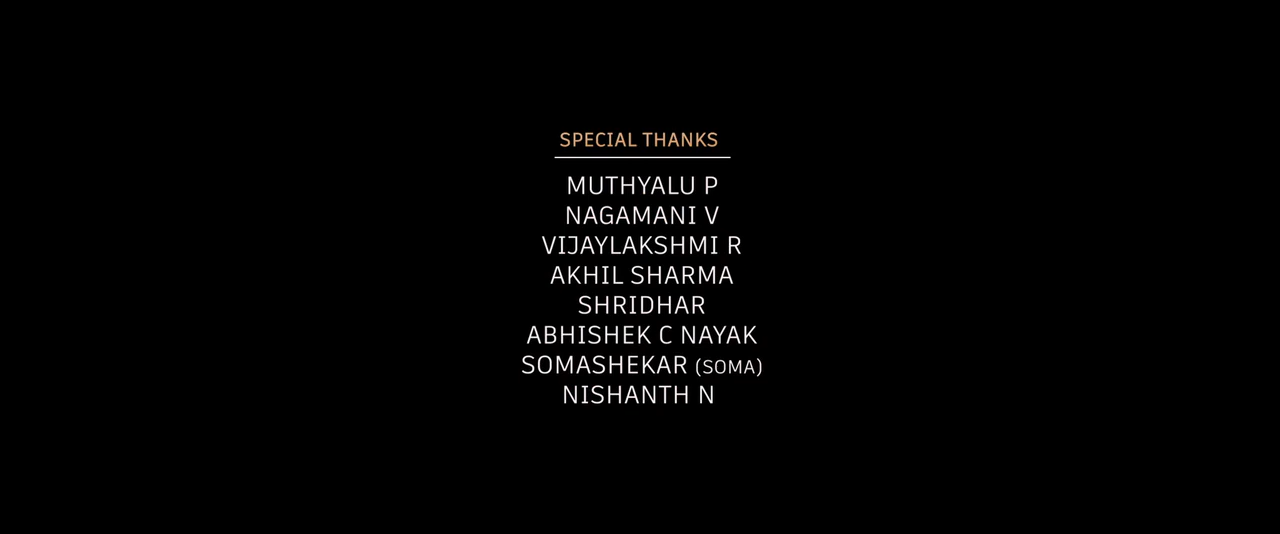 SPECIAL THANKS
MUTHYALU P
NAGAMANI V
VIJAYLAKSHMI R
AKHIL SHARMA
SHRIDHAR
ABHISHEK C NAYAK
SOMASHEKAR (SOMA)
NISHANTH N